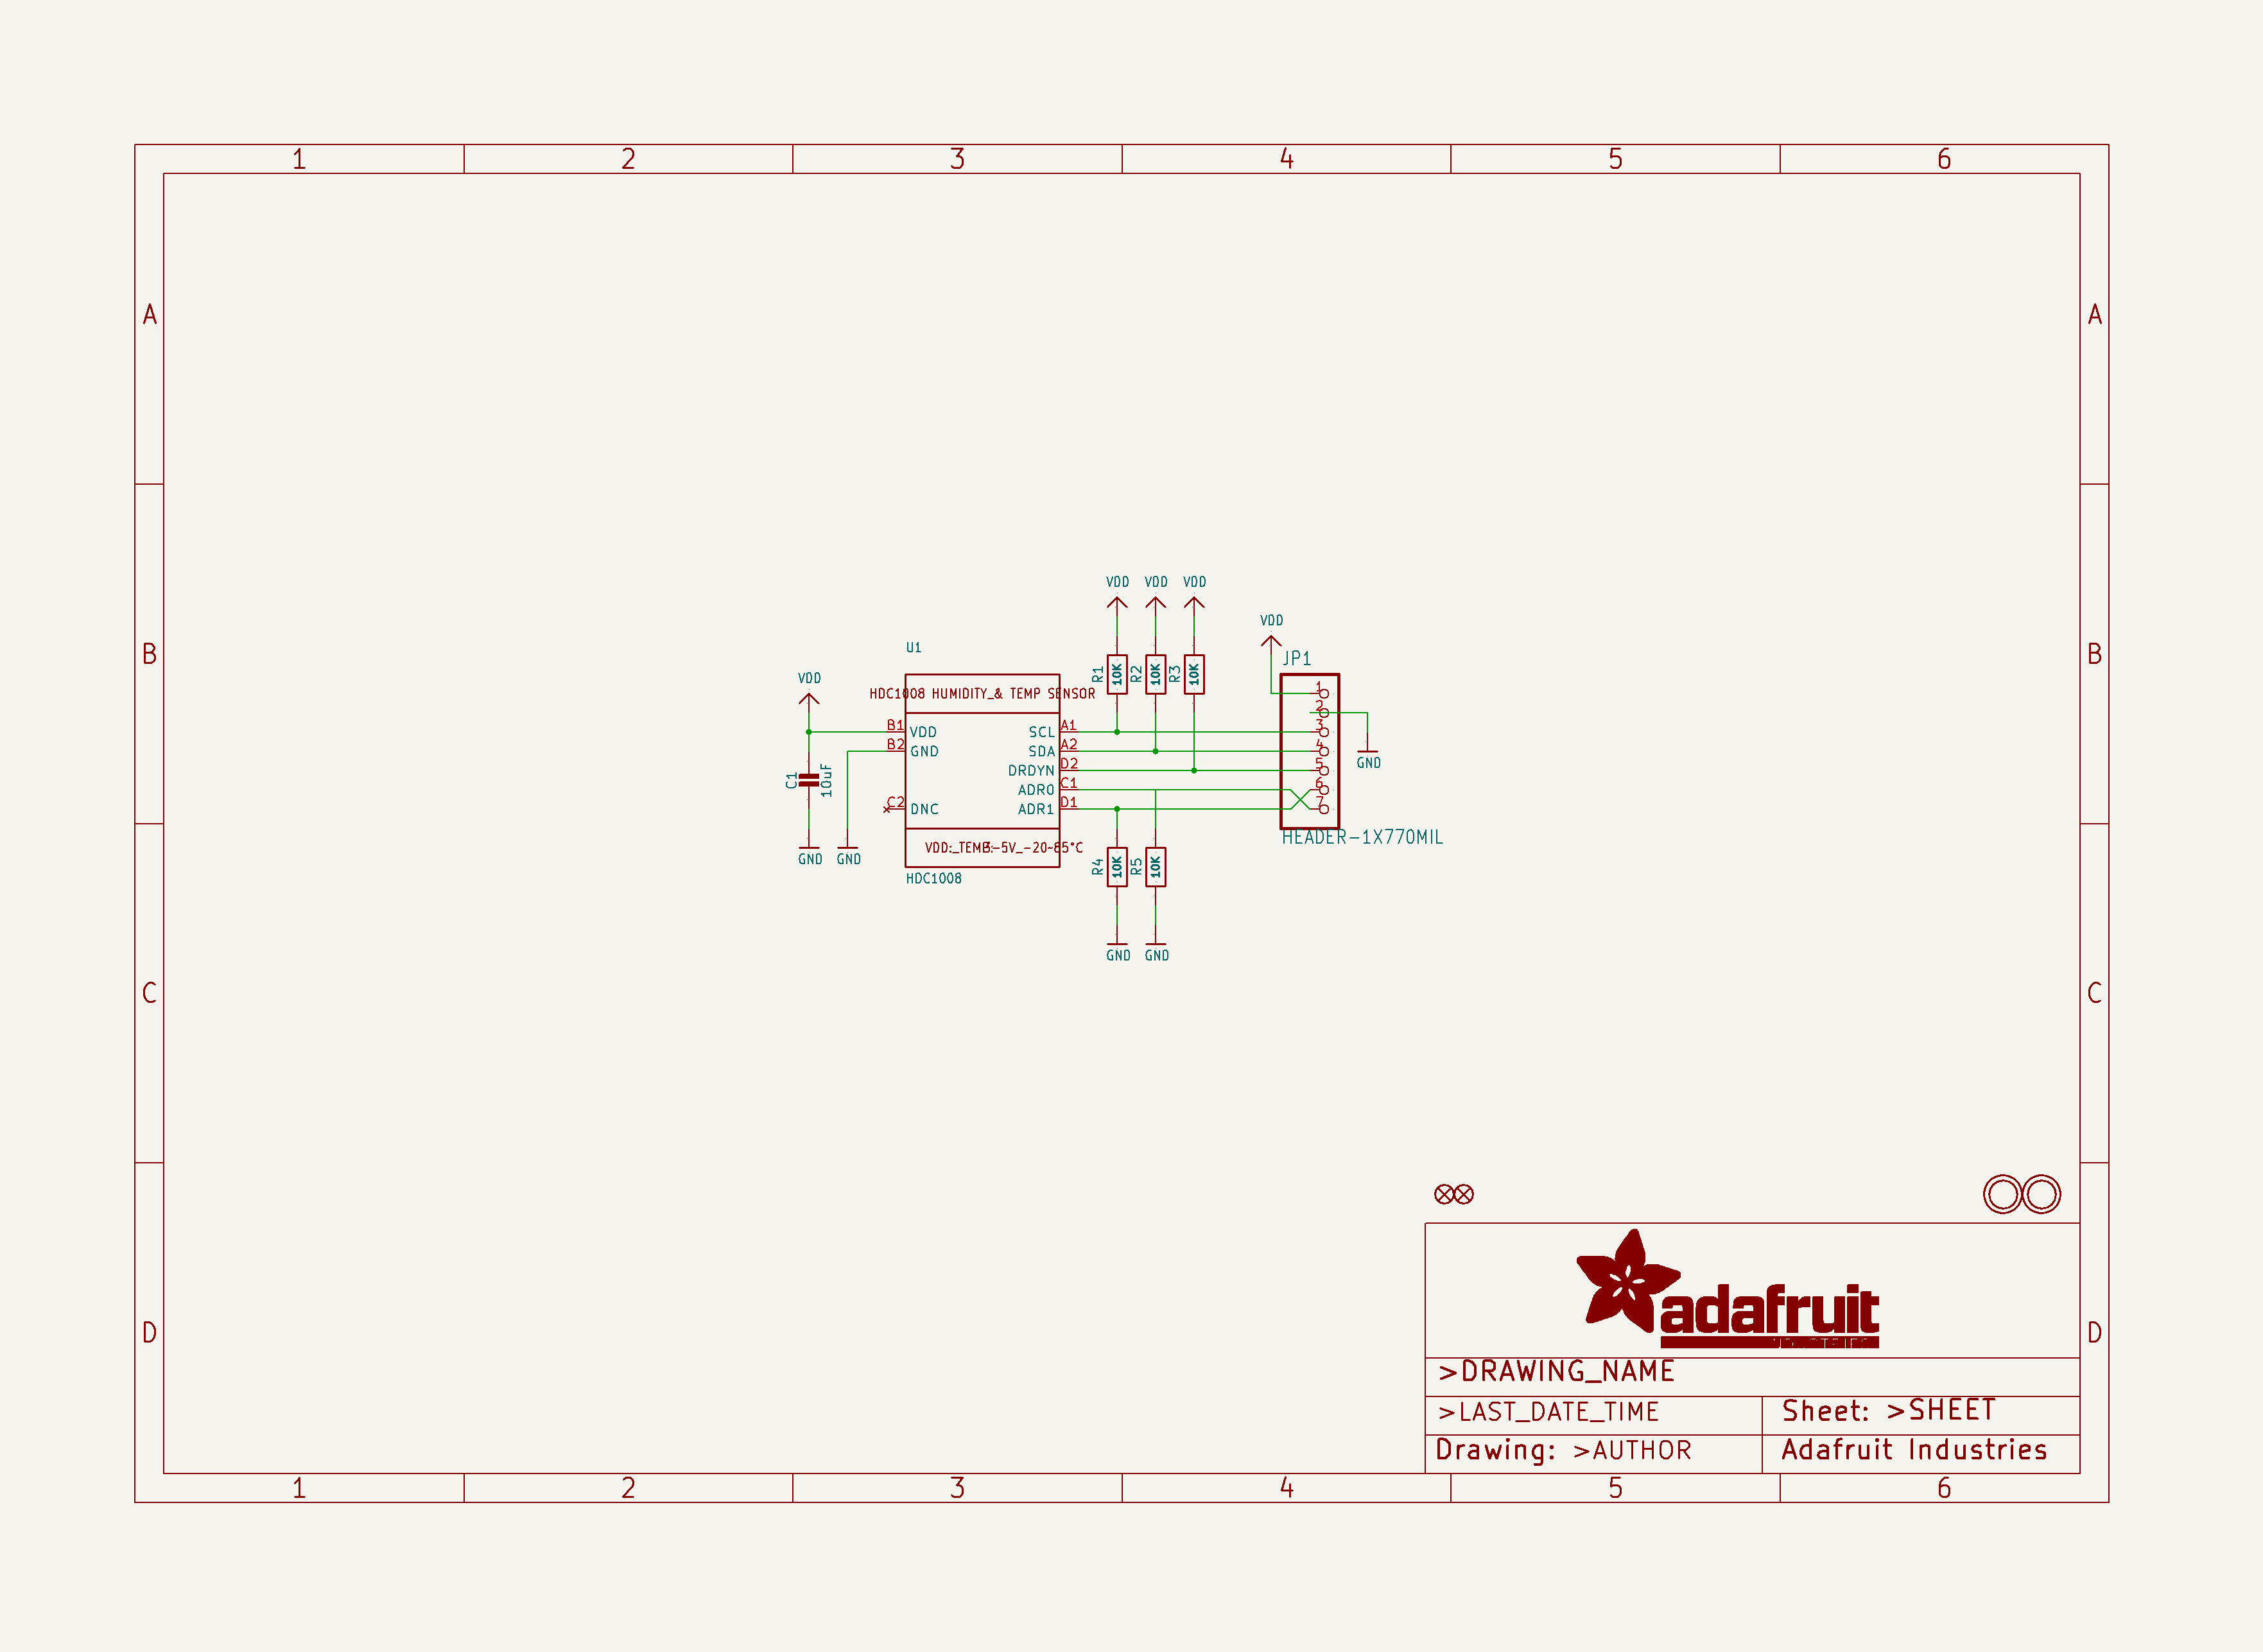 1 2 3 4 5 6
A A
VDD VDD VDD
VDD
B B
U1
JP1
R1 10K R2 10K R3 10K
VDD
HDC1008 HUMIDITY_& TEMP SENSOR
1
2
B1 VDD SCL A1 3
B2 GND SDA A2 4
DRDYN D2 5
GND
C1 10uF
ADR0 C1 6
C2 DNC ADR1 D1 7
HEADER-1X770MIL
VDD:_TEMP:
3-5V_-20~85°C
GND GND
R4 10K R5 10K
HDC1008
GND GND
C C
adafruit
D D
>DRAWING_NAME
>LAST_DATE_TIME Sheet: >SHEET
Drawing: >AUTHOR Adafruit Industries
1 2 3 4 5 6